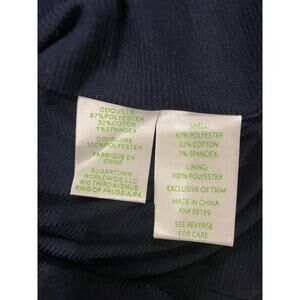 COQUILLE:
67%POLYESTER
32%COTON
1%SPANDEX
DOUBLURE:
100%POLYESTER
FABRIQUE EN
CHINE
SUGARTOWN
WORLDWIDE, LLC
800 THIRD AVENUE
KING OF PRUSSIA,PA
SHELL:
67% POLYESTER
32% COTTON
1% SPANDEX
LINING:
100% POLYESTER
EXCLUSIVE OF TRIM
MADE IN CHINA
RN# 88189
SEE REVERSE
FOR CARE